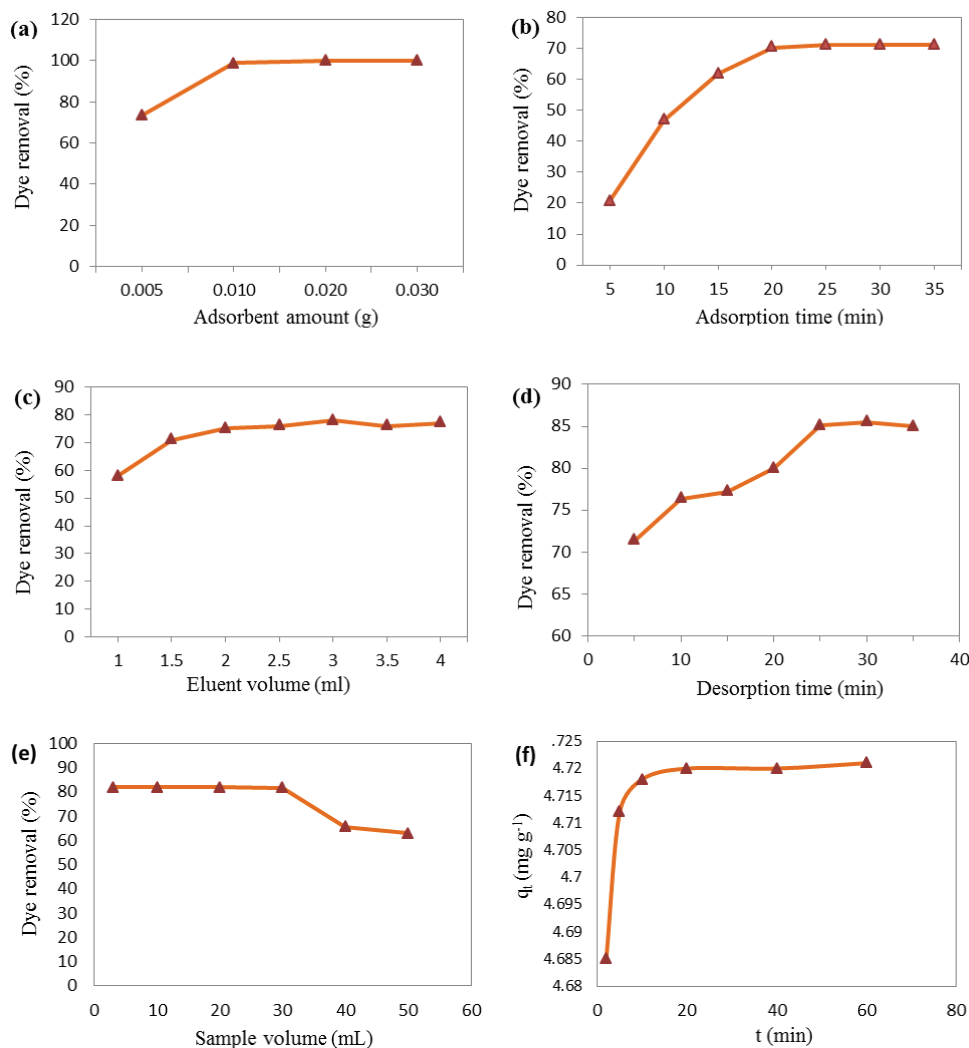 (a)
Dye removal (%)
120
100
80
60
40
20
0
0.005 0.010 0.020 0.030
Adsorbent amount (g)
(b)
Dye removal (%)
80
70
60
50
40
30
20
10
0
5 10 15 20 25 30 35
Adsorption time (min)
(c)
Dye removal (%)
90
80
70
60
50
40
30
20
10
0
1 1.5 2 2.5 3 3.5 4
Eluent volume (ml)
(d)
Dye removal (%)
90
85
80
75
70
65
60
0 10 20 30 40
Desorption time (min)
(e)
Dye removal (%)
100
90
80
70
60
50
40
30
20
10
0
0 10 20 30 40 50 60
Sample volume (mL)
(f)
qt (mg g-1)
.725
4.72
4.715
4.71
4.705
4.7
4.695
4.69
4.685
4.68
0 20 40 60 80
t (min)